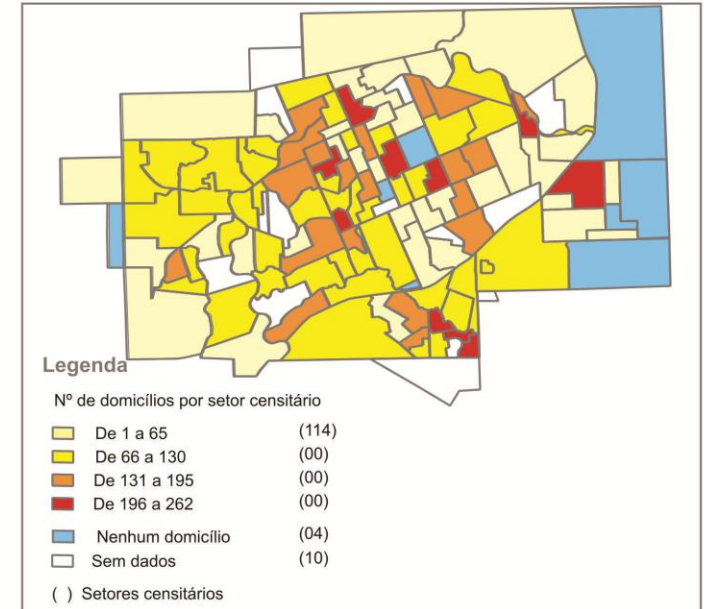 Legenda
Nº de domicílios por setor censitário
De 1 a 65 (114)
De 66 a 130 (00)
De 131 a 195 (00)
De 196 a 262 (00)
Nenhum domicílio (04)
Sem dados (10)
( ) Setores censitários